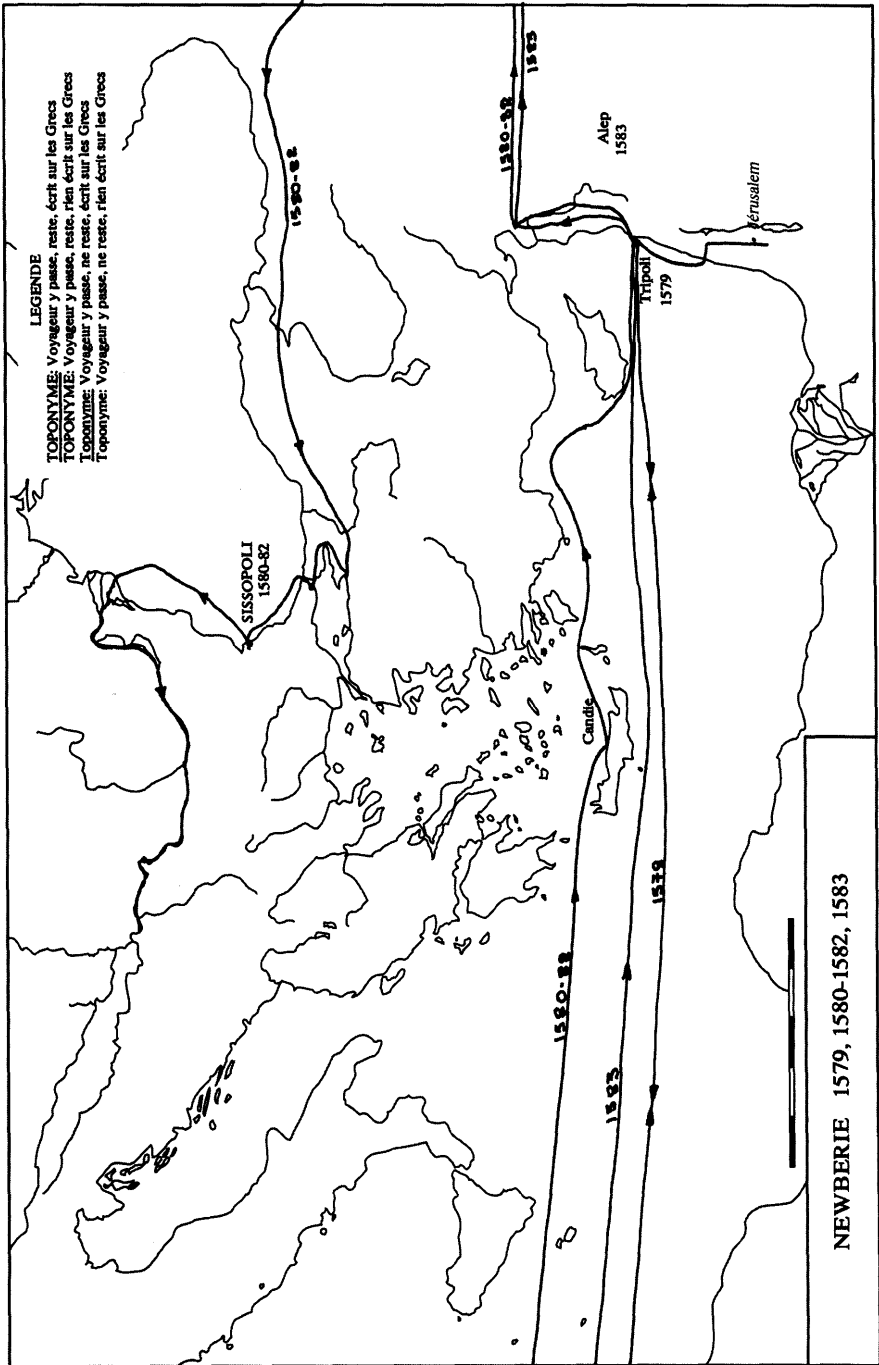 LEGENDE
TOPONYME: Voyageur y passe, reste, écrit sur les Grecs
TOPONYME: Voyageur y passe, reste, rien écrit sur les Grecs
Toponyme: Voyageur y passe, ne reste, écrit sur les Grecs
Toponyme: Voyageur y passe, ne reste, rien écrit sur les Grecs
1580-82
SISSOPOLI
1580-82
1580-82
1583
Alep
1583
Tripoli
1579
Jérusalem
Candie
1580-82
1583
1579
NEWBERIE 1579, 1580-1582, 1583